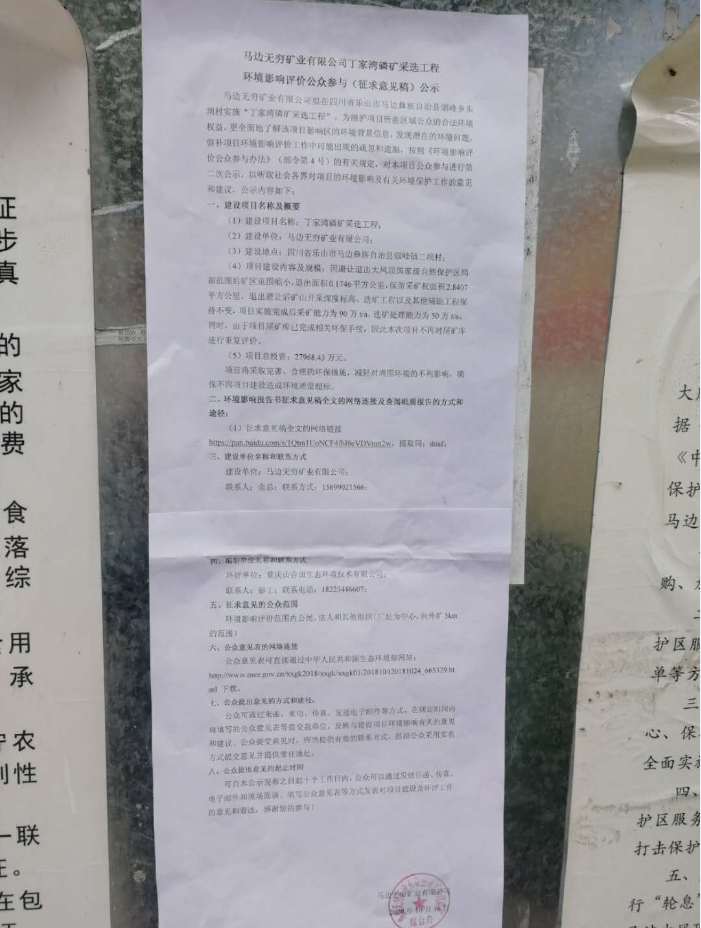 马边无穷矿业有限公司丁家湾磷矿采选工程
环境影响评价公众参与（征求意见稿）公示
马边无穷矿业有限公司拟在四川省乐山市马边彝族自治县烟峰乡头
坝村实施“丁家湾磷矿采选工程”，为维护项目所在区域公众的合法环境
权益，更全面地了解该项目影响区的环境背景信息，发现潜在的环境问题，
弥补项目环境影响评价工作中可能出现的疏忽和遗漏，按照《环境影响评
价公众参与办法》（部令第4号）的有关规定，对本项目公众参与进行第
二次公示，以听取社会各界对项目的环境影响及有关环境保护工作的意见
和建议。公示内容如下：
一、建设项目名称及概要
（1）建设项目名称：丁家湾磷矿采选工程；
（2）建设单位：马边无穷矿业有限公司；
（3）建设地点：四川省乐山市马边彝族自治县烟峰镇二坝村；
（4）项目建设内容及规模：因避让退出大风顶国家级自然保护区局
部范围后矿区范围缩小，退出面积0.1746平方公里，保留采矿权面积2.8407
平方公里，退出避让后矿山开采深度标高、选矿工程以及其他辅助工程保
持不变，项目实施完成后采矿能力为90万t/a，选矿处理能力为50万t/a；
同时，由于项目尾矿库已完成相关环保手续，因此本次项目不再对尾矿库
进行重复评价。
（5）项目总投资：27968.43万元。
项目将采取完善、合理的环保措施，减轻对周围环境的不利影响，确
保不因项目建设造成环境质量超标。
二、环境影响报告书征求意见稿全文的网络连接及查阅纸质报告的方式和
途径：
（1）征求意见稿全文的网络链接
提取码：doaf。
三、建设单位名称和联系方式
建设单位：马边无穷矿业有限公司；
联系人：金总；联系方式：15699021566；
四、编制单位名称和联系方式
环评单位：重庆山合田生态环境技术有限公司；
联系人：彭工；联系电话：18223446607；
五、征求意见的公众范围
环境影响评价范围内公民、法人和其他组织（厂址为中心，向外扩5km
的范围）
六、公众意见表的网络连接
公众意见表可直接通过中华人民共和国生态环境部网站：
http://www.mee.gov.cn/xxgk2018/xxgk/xxgk01/201810/t20181024_665329.ht
ml 下载。
七、公众提出意见的方式和途径：
公众可通过来函、来电、传真、发送电子邮件等方式，在规定时间内
将填写的公众意见表等提交我单位，反映与建设项目环境影响有关的意见
和建议。公众提交意见时，应当提供有效的联系方式。鼓励公众采用实名
方式提交意见并提供常住地址。
八、公众提出意见的起止时间
可自本公示发布之日起十个工作日内，公众可以通过发送信函、传真、
电子邮件和现场面谈、填写公众意见表等方式发表对项目建设及环评工作
的意见和看法，感谢您的参与！
马边无穷矿业有限公司
证
步
真
的
家
的
费
食
落
综
食用
承
守农
利性
一联
正。
在包
据
《中
保护
马边
购、
护区服
单等方
三
心、保
全面实施
四、
护区服务
打击保护
五、
行“轮息